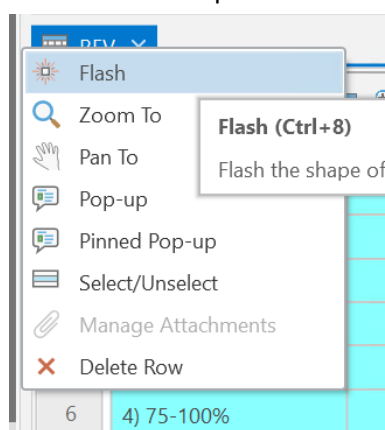 Flash
Zoom To
Flash (Ctrl+8)
Pan To
Flash the shape of
Pop-up
Pinned Pop-up
Select/Unselect
Manage Attachments
Delete Row
6 4) 75-100%